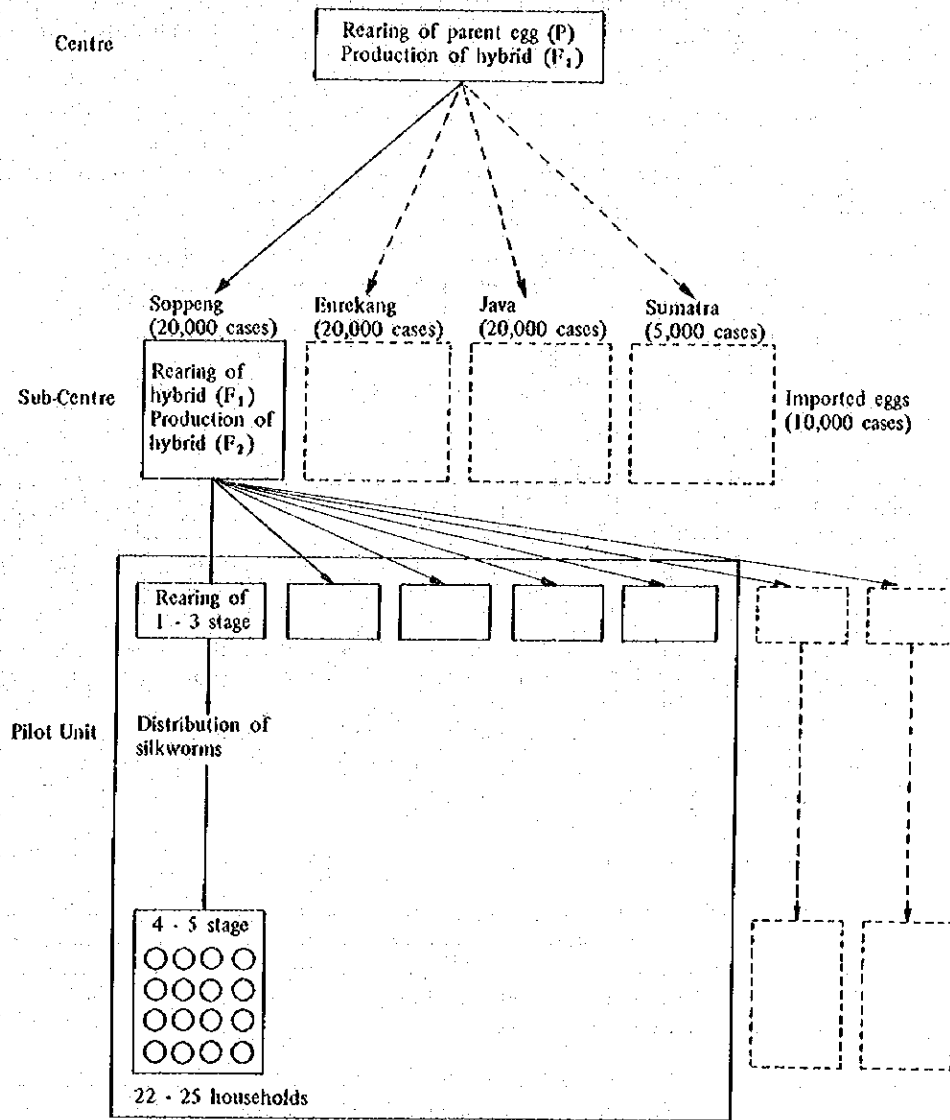 Centre
Rearing of parent egg (P)
Production of hybrid (F₁)
Soppeng
(20,000 cases)
Enrekang
(20,000 cases)
Java
(20,000 cases)
Sumatra
(5,000 cases)
Sub-Centre
Rearing of
hybrid (F₁)
Production of
hybrid (F₂)
Imported eggs
(10,000 cases)
Rearing of
1 - 3 stage
Pilot Unit
Distribution of
silkworms
4 - 5 stage
22 - 25 households